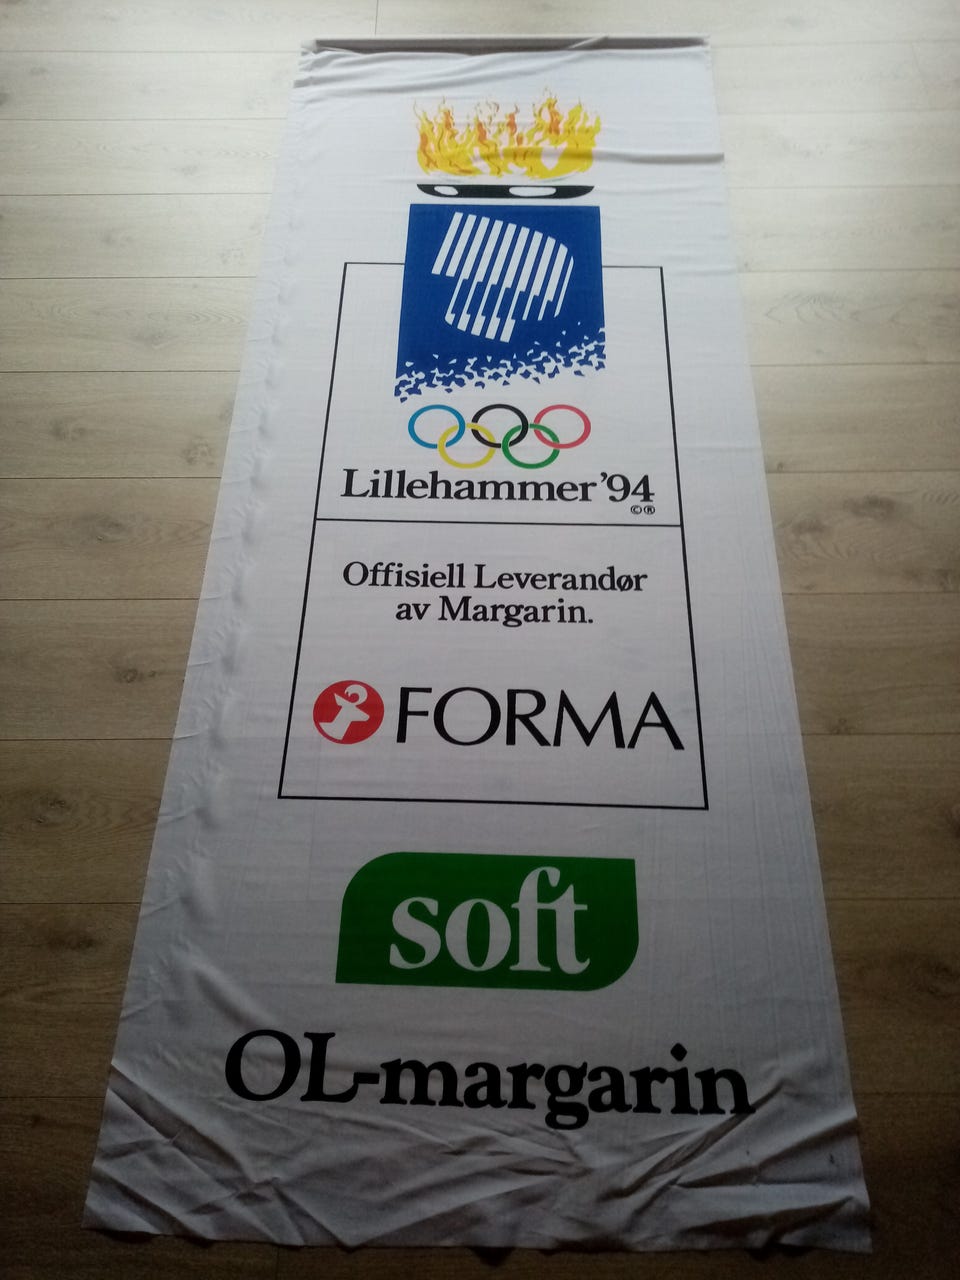 Lillehammer '94
©®
Offisiell Leverandør
av Margarin.
FORMA
soft
OL-margarin